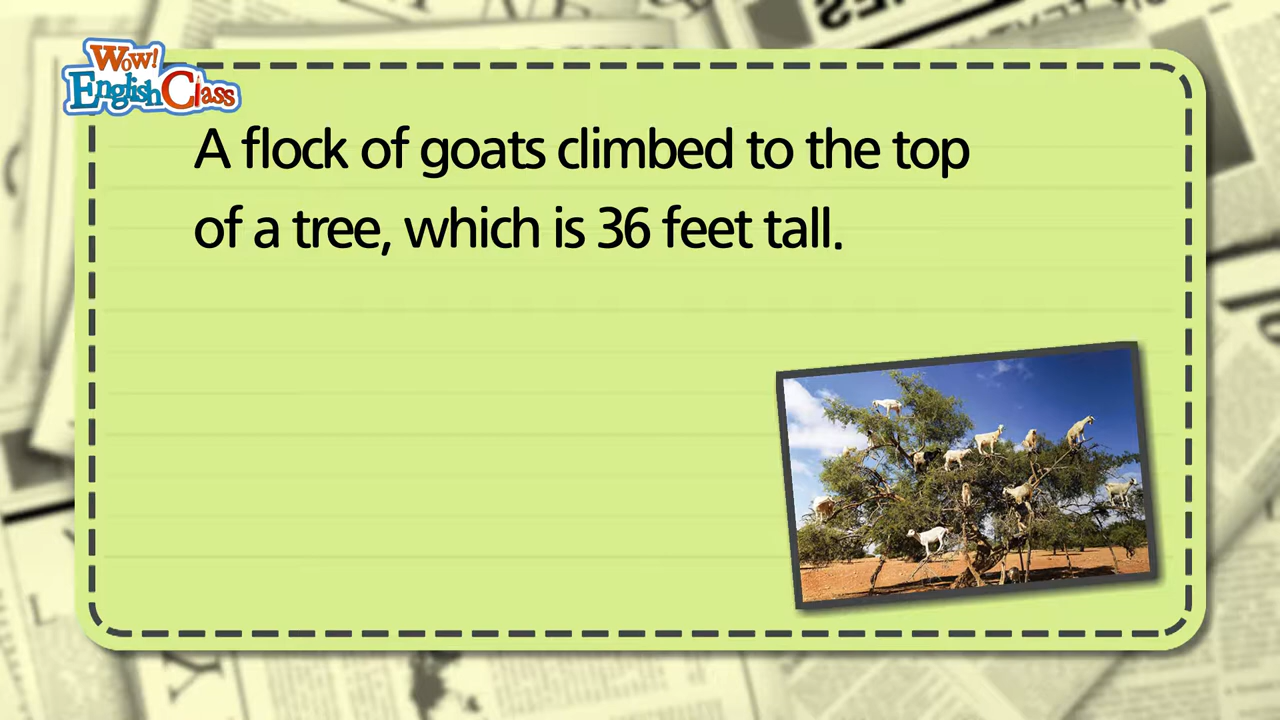 Wow!
English Class
A flock of goats climbed to the top
of a tree, which is 36 feet tall.